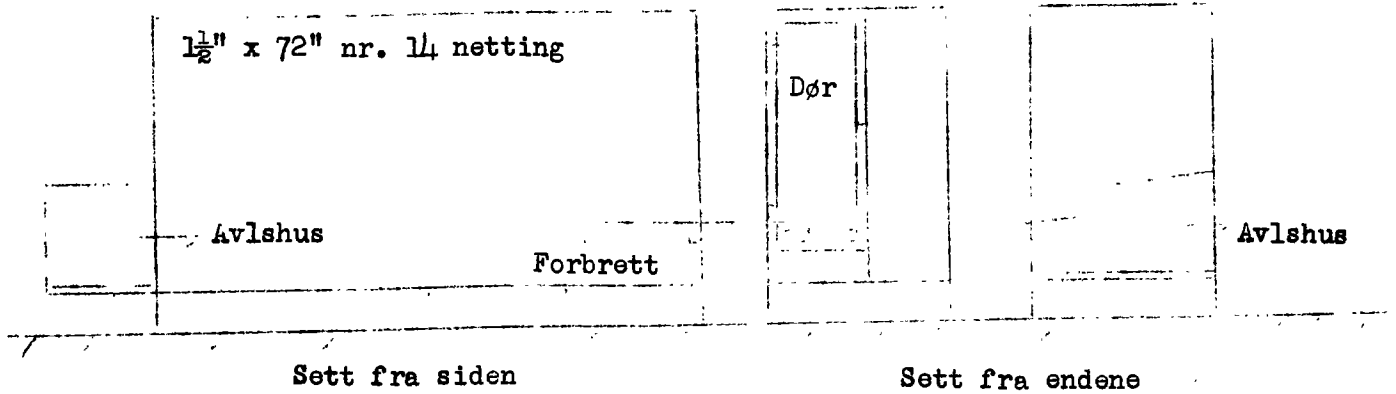 1½" x 72" nr. 14 netting
Dør
Avlshus
Forbrett
Avlshus
Sett fra siden
Sett fra endene